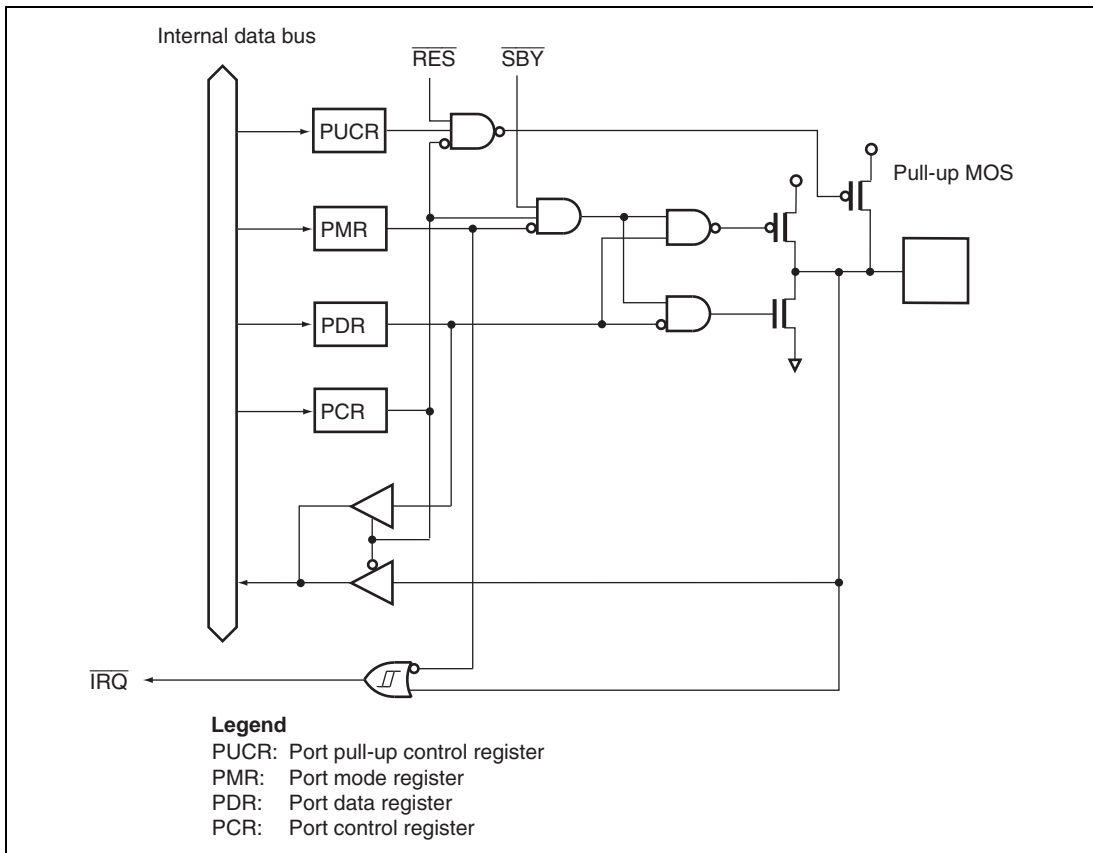 Internal data bus
RES
SBY
PUCR
Pull-up MOS
PMR
PDR
PCR
IRQ
Legend
PUCR: Port pull-up control register
PMR: Port mode register
PDR: Port data register
PCR: Port control register